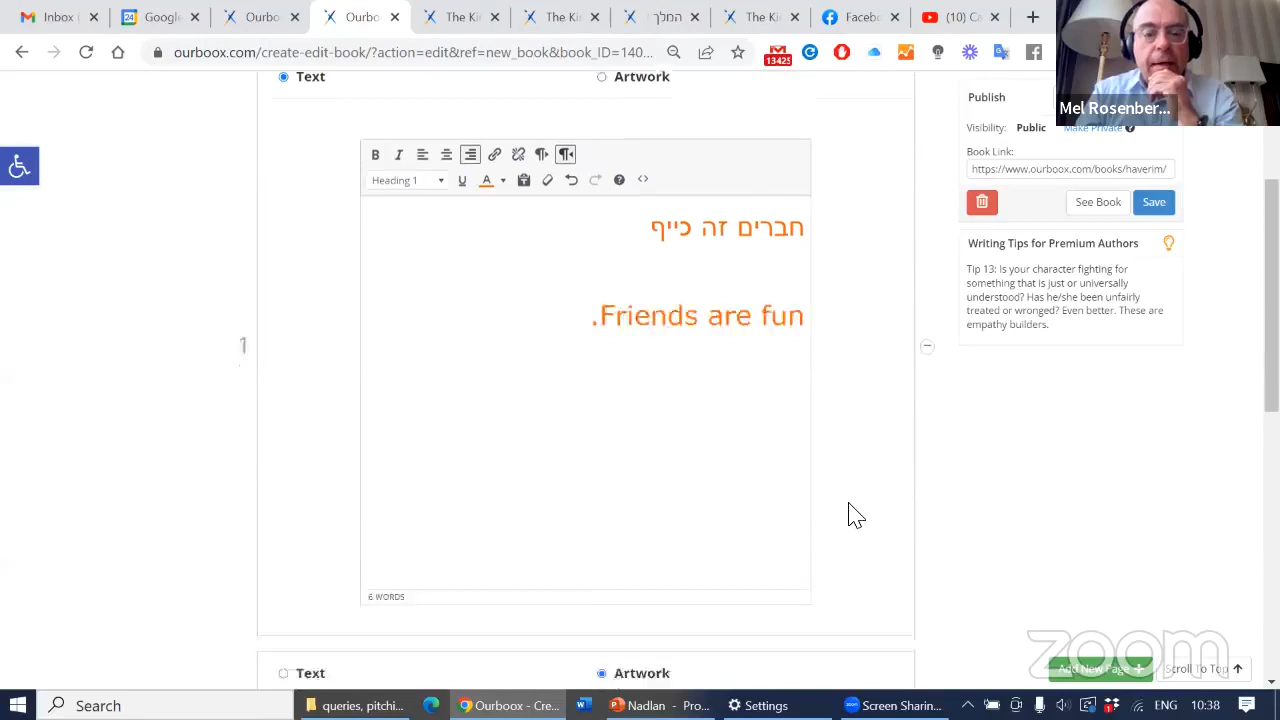 Inbox (
Google
Ourbo
Ourbo
The Kin
The Kin
המלך
The Kin
Faceb
(10) Ca
ourboox.com/create-edit-book/?action=edit&ref=new_book&book_ID=140...
13425
Mel Rosenber...
Text
Artwork
B I
Heading 1
U A
חברים זה כייף
Friends are fun.
1
6 WORDS
Text
Artwork
Publish
Visibility: Public Make Private
Book Link:
https://www.ourboox.com/books/haverim/
See Book
Save
Writing Tips for Premium Authors
Tip 13: Is your character fighting for
something that is just or universally
understood? Has he/she been unfairly
treated or wronged? Even better. These are
empathy builders.
zoom
Add New Page +
Scroll To Top
Search
queries, pitchi...
Ourboox - Cre...
Nadlan - Pro...
Settings
Screen Sharin...
ENG
10:38